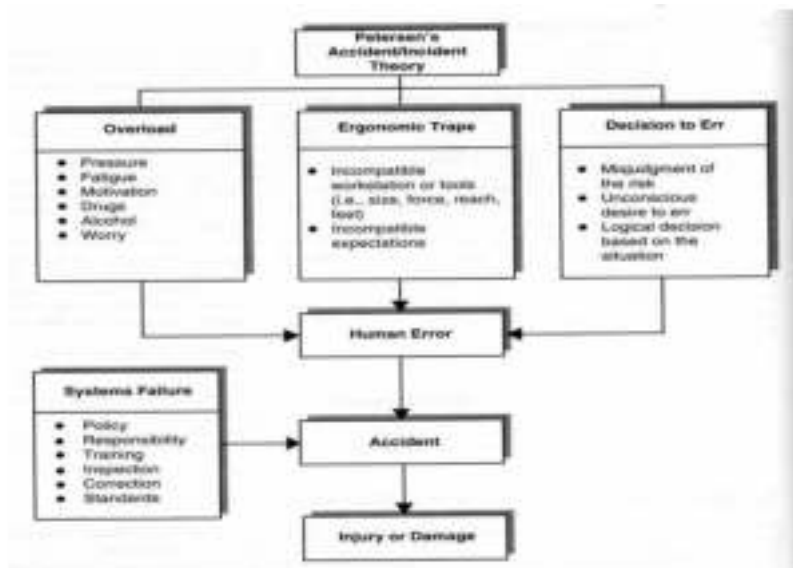 Petersen's
Accident/Incident
Theory
Overload
Pressure
Fatigue
Motivation
Drugs
Alcohol
Worry
Ergonomic Traps
Incompatible
workstation or tools
(i.e., size, force, reach,
feel)
Incompatible
expectations
Decision to Err
Misjudgment of
the risk
Unconscious
desire to err
Logical decision
based on the
situation
Human Error
Systems Failure
Policy
Responsibility
Training
Inspection
Correction
Standards
Accident
Injury or Damage